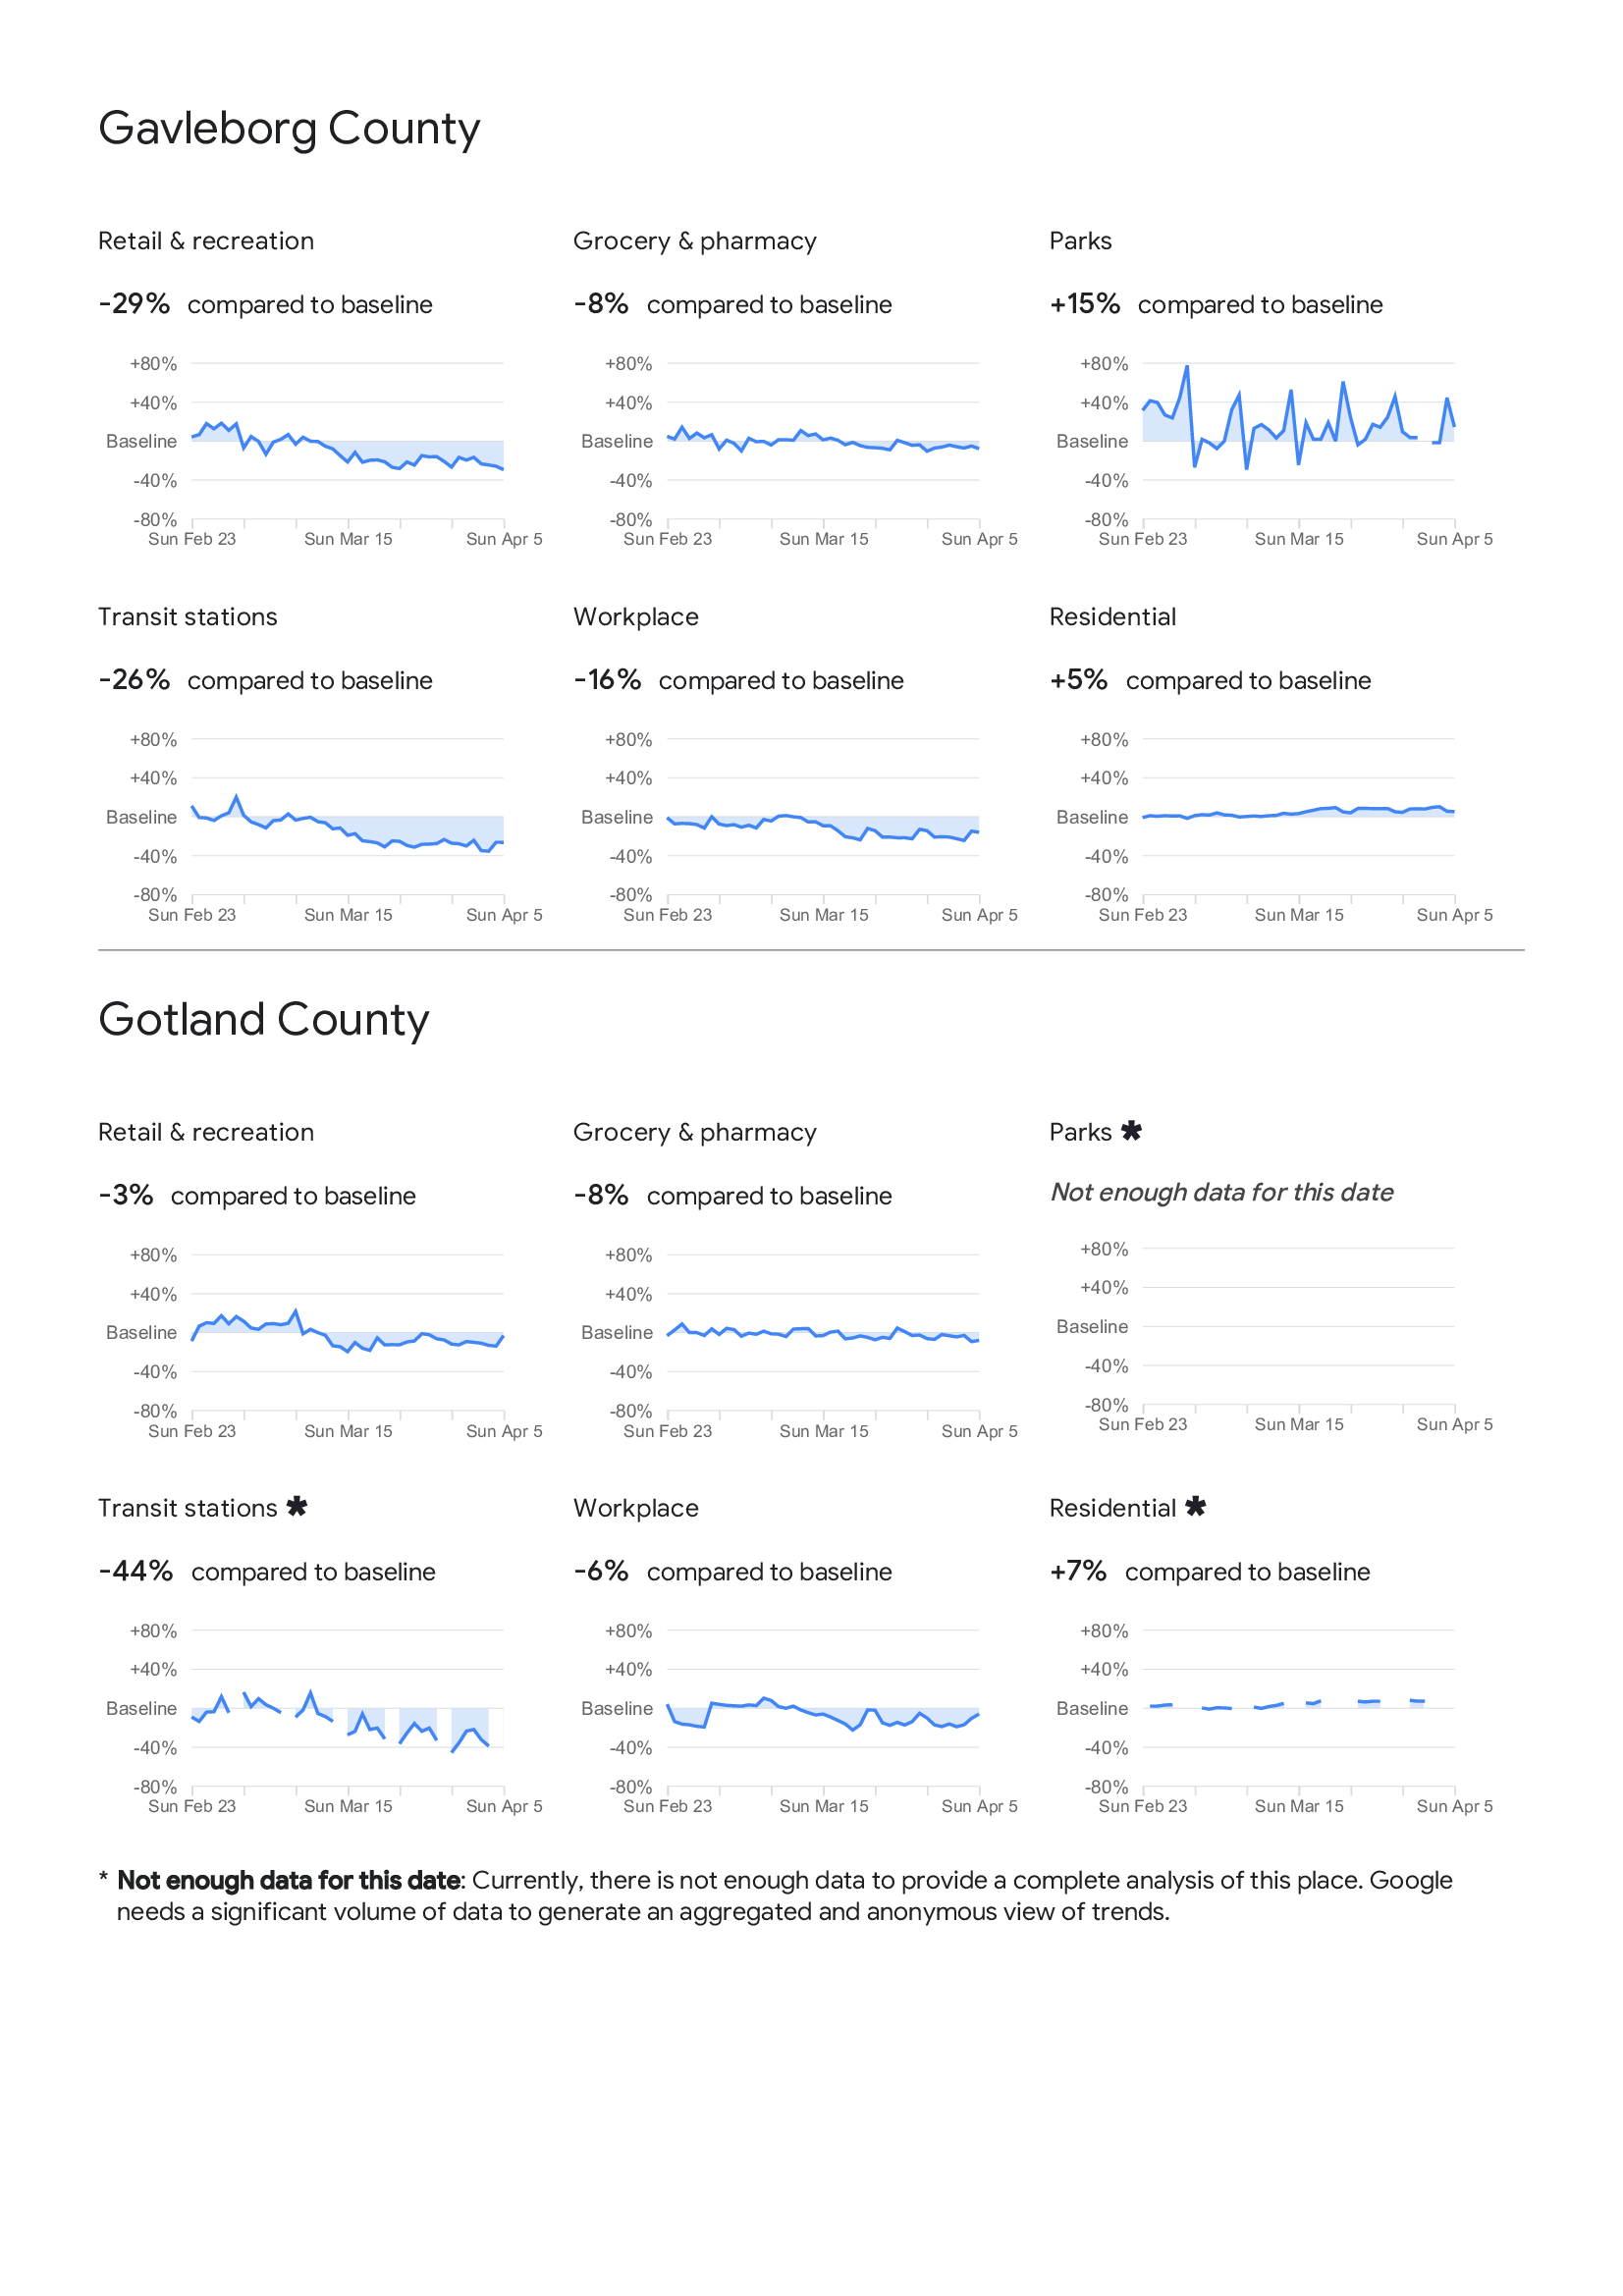 Gavleborg County
Retail & recreation
-29% compared to baseline
+80%
+40%
Baseline
-40%
-80%
Sun Feb 23 Sun Mar 15 Sun Apr 5
Grocery & pharmacy
-8% compared to baseline
+80%
+40%
Baseline
-40%
-80%
Sun Feb 23 Sun Mar 15 Sun Apr 5
Parks
+15% compared to baseline
+80%
+40%
Baseline
-40%
-80%
Sun Feb 23 Sun Mar 15 Sun Apr 5
Transit stations
-26% compared to baseline
+80%
+40%
Baseline
-40%
-80%
Sun Feb 23 Sun Mar 15 Sun Apr 5
Workplace
-16% compared to baseline
+80%
+40%
Baseline
-40%
-80%
Sun Feb 23 Sun Mar 15 Sun Apr 5
Residential
+5% compared to baseline
+80%
+40%
Baseline
-40%
-80%
Sun Feb 23 Sun Mar 15 Sun Apr 5
Gotland County
Retail & recreation
-3% compared to baseline
+80%
+40%
Baseline
-40%
-80%
Sun Feb 23 Sun Mar 15 Sun Apr 5
Grocery & pharmacy
-8% compared to baseline
+80%
+40%
Baseline
-40%
-80%
Sun Feb 23 Sun Mar 15 Sun Apr 5
Parks *
Not enough data for this date
+80%
+40%
Baseline
-40%
-80%
Sun Feb 23 Sun Mar 15 Sun Apr 5
Transit stations *
-44% compared to baseline
+80%
+40%
Baseline
-40%
-80%
Sun Feb 23 Sun Mar 15 Sun Apr 5
Workplace
-6% compared to baseline
+80%
+40%
Baseline
-40%
-80%
Sun Feb 23 Sun Mar 15 Sun Apr 5
Residential *
+7% compared to baseline
+80%
+40%
Baseline
-40%
-80%
Sun Feb 23 Sun Mar 15 Sun Apr 5
* Not enough data for this date: Currently, there is not enough data to provide a complete analysis of this place. Google
needs a significant volume of data to generate an aggregated and anonymous view of trends.